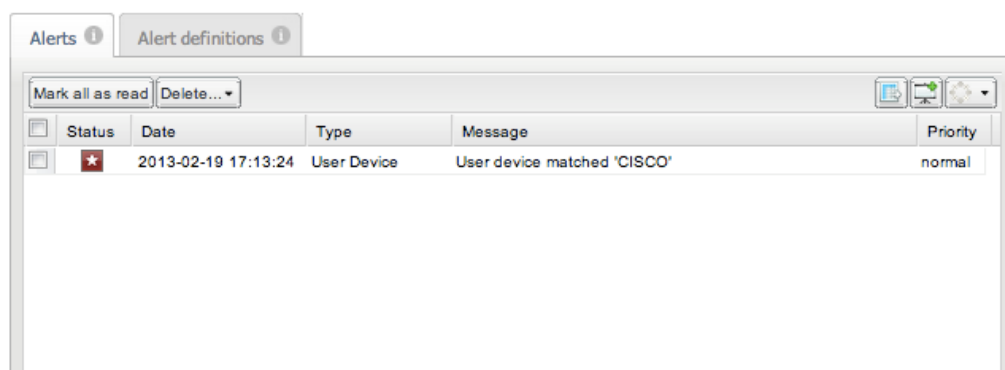 Alerts
Alert definitions
Mark all as read
Delete...
Status Date Type Message Priority
2013-02-19 17:13:24 User Device User device matched "CISCO" normal